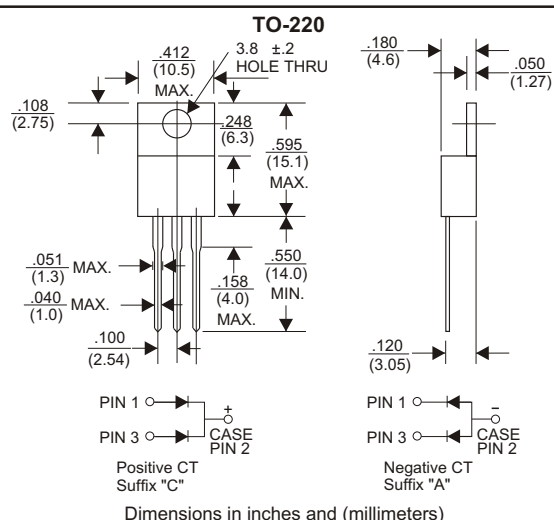 TO-220
.412
(10.5)
MAX.
3.8 ±.2
HOLE THRU
.108
(2.75)
.248
(6.3)
.595
(15.1)
MAX.
.051
(1.3) MAX.
.040
(1.0) MAX.
.158
(4.0)
MAX.
.550
(14.0)
MIN.
.100
(2.54)
.180
(4.6)
.050
(1.27)
.120
(3.05)
PIN 1
PIN 3
+
CASE
PIN 2
Positive CT
Suffix "C"
PIN 1
PIN 3
–
CASE
PIN 2
Negative CT
Suffix "A"
Dimensions in inches and (millimeters)